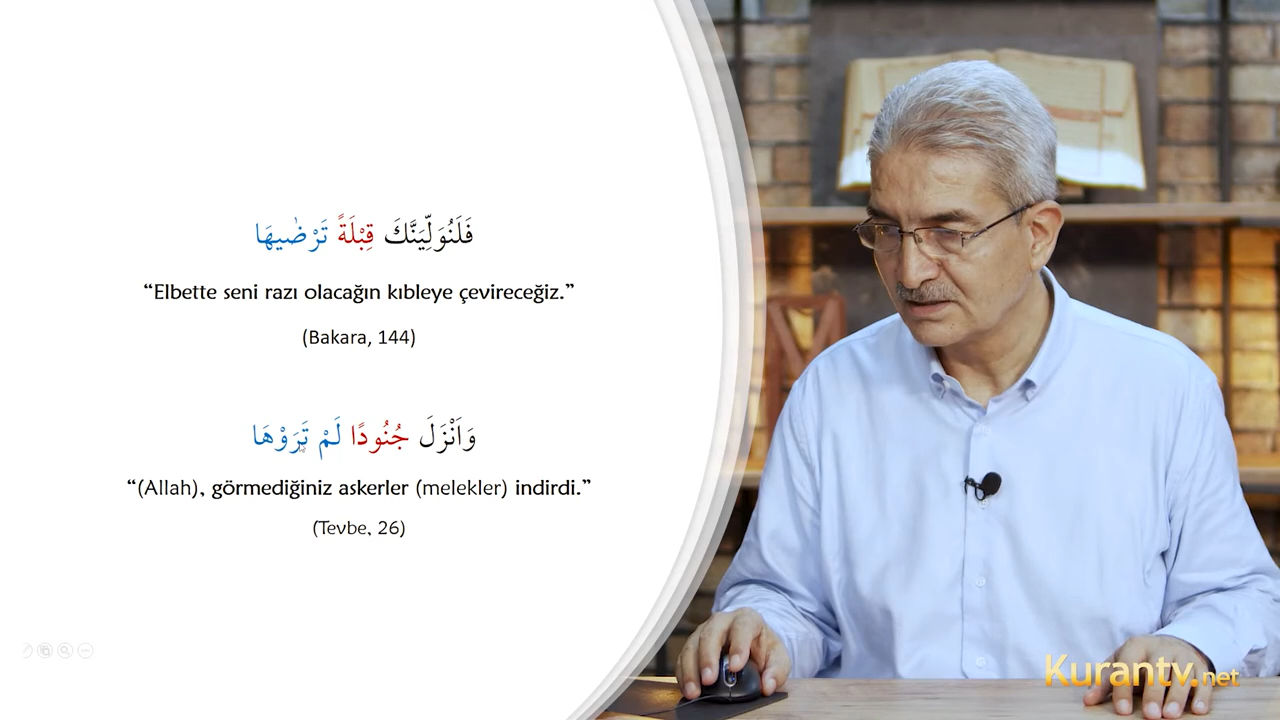 فَلَنُوَلِّيَنَّكَ قِبْلَةً تَرْضٰيهَا
“Elbette seni razı olacağın kıbleye çevireceğiz.”
(Bakara, 144)
وَاَنْزَلَ جُنُودًا لَمْ تَرَوْهَا
“(Allah), görmediğiniz askerler (melekler) indirdi.”
(Tevbe, 26)
Kurantv.net